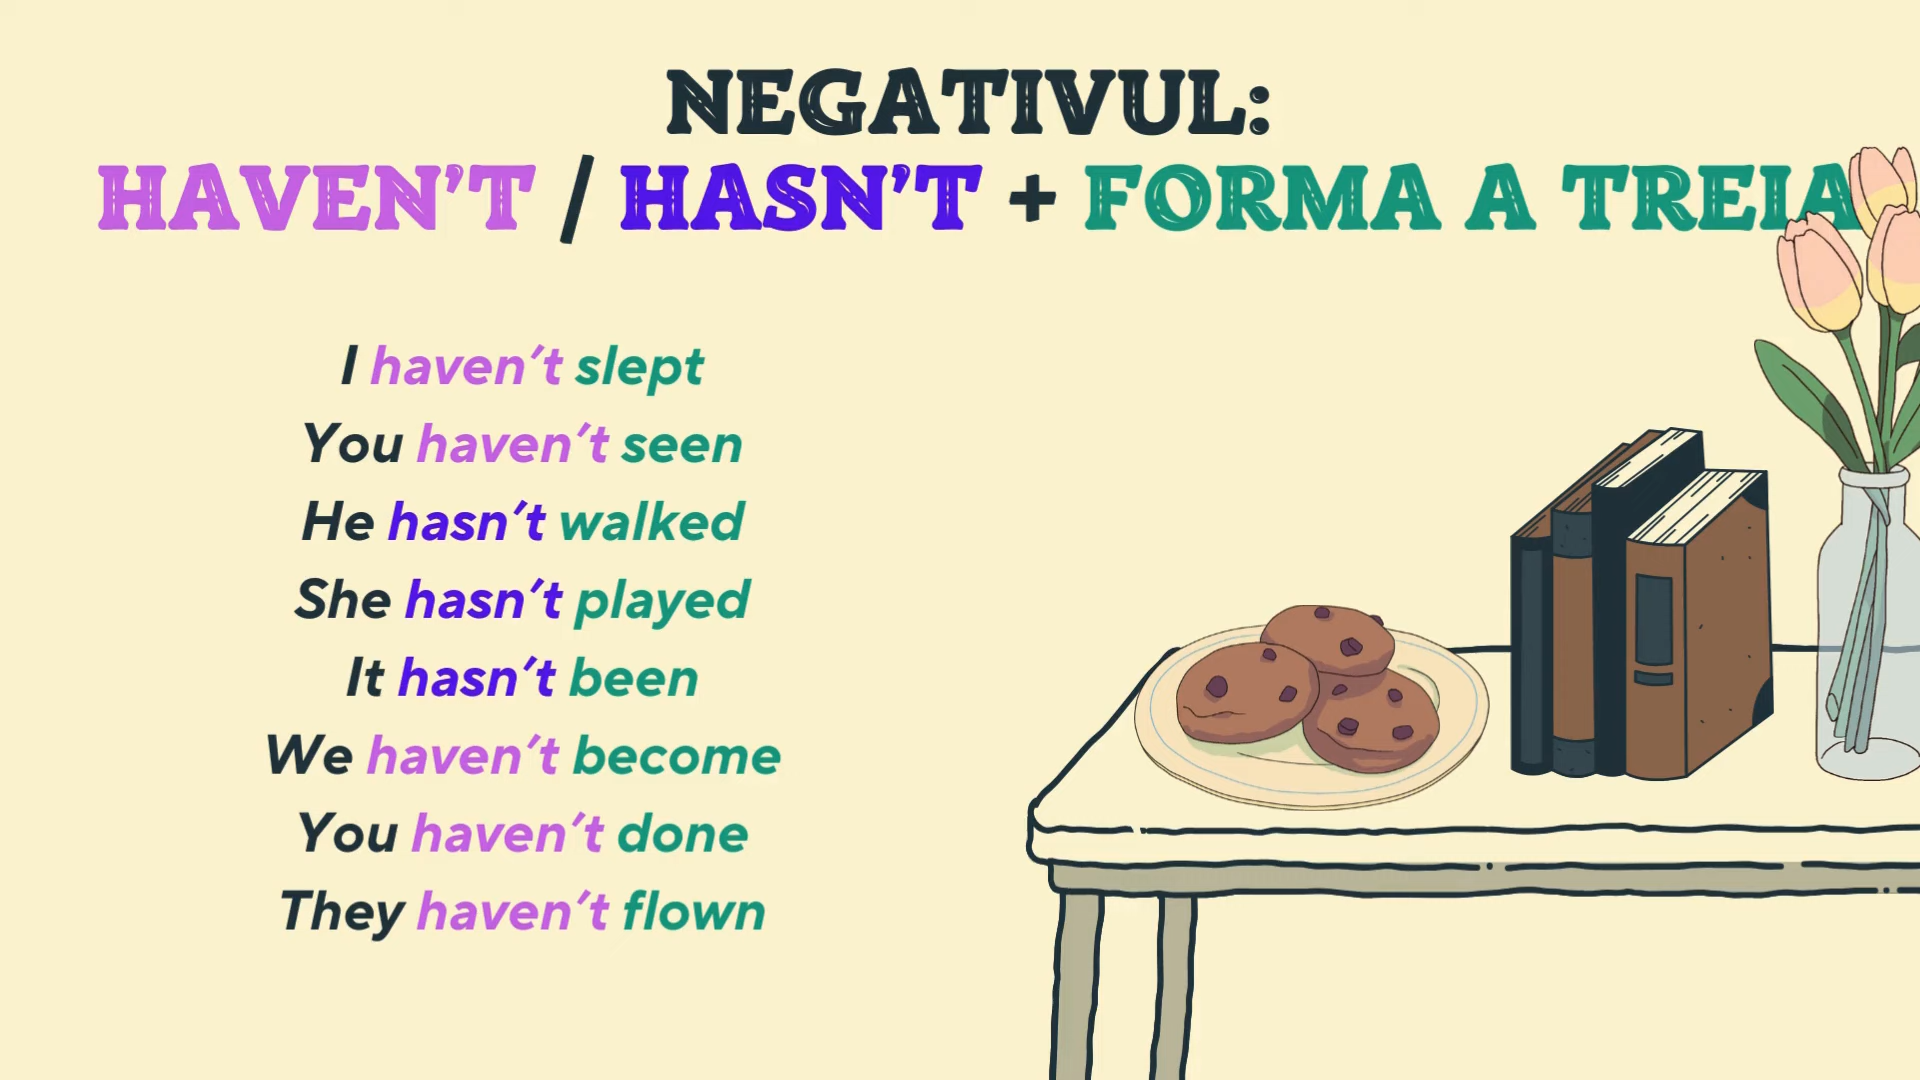 NEGATIVUL:
HAVEN’T / HASN’T + FORMA A TREIA
I haven’t slept
You haven’t seen
He hasn’t walked
She hasn’t played
It hasn’t been
We haven’t become
You haven’t done
They haven’t flown